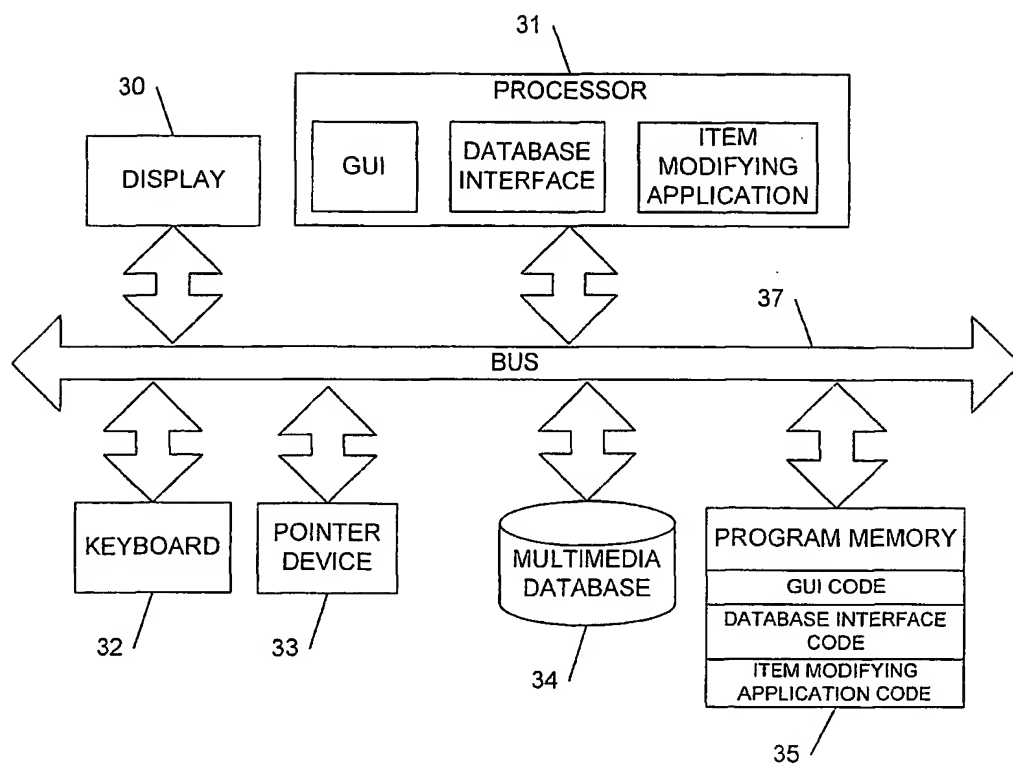 31
30
PROCESSOR
DISPLAY
GUI
DATABASE
INTERFACE
ITEM
MODIFYING
APPLICATION
37
BUS
KEYBOARD
POINTER
DEVICE
MULTIMEDIA
DATABASE
PROGRAM MEMORY
GUI CODE
DATABASE INTERFACE
CODE
ITEM MODIFYING
APPLICATION CODE
32
33
34
35